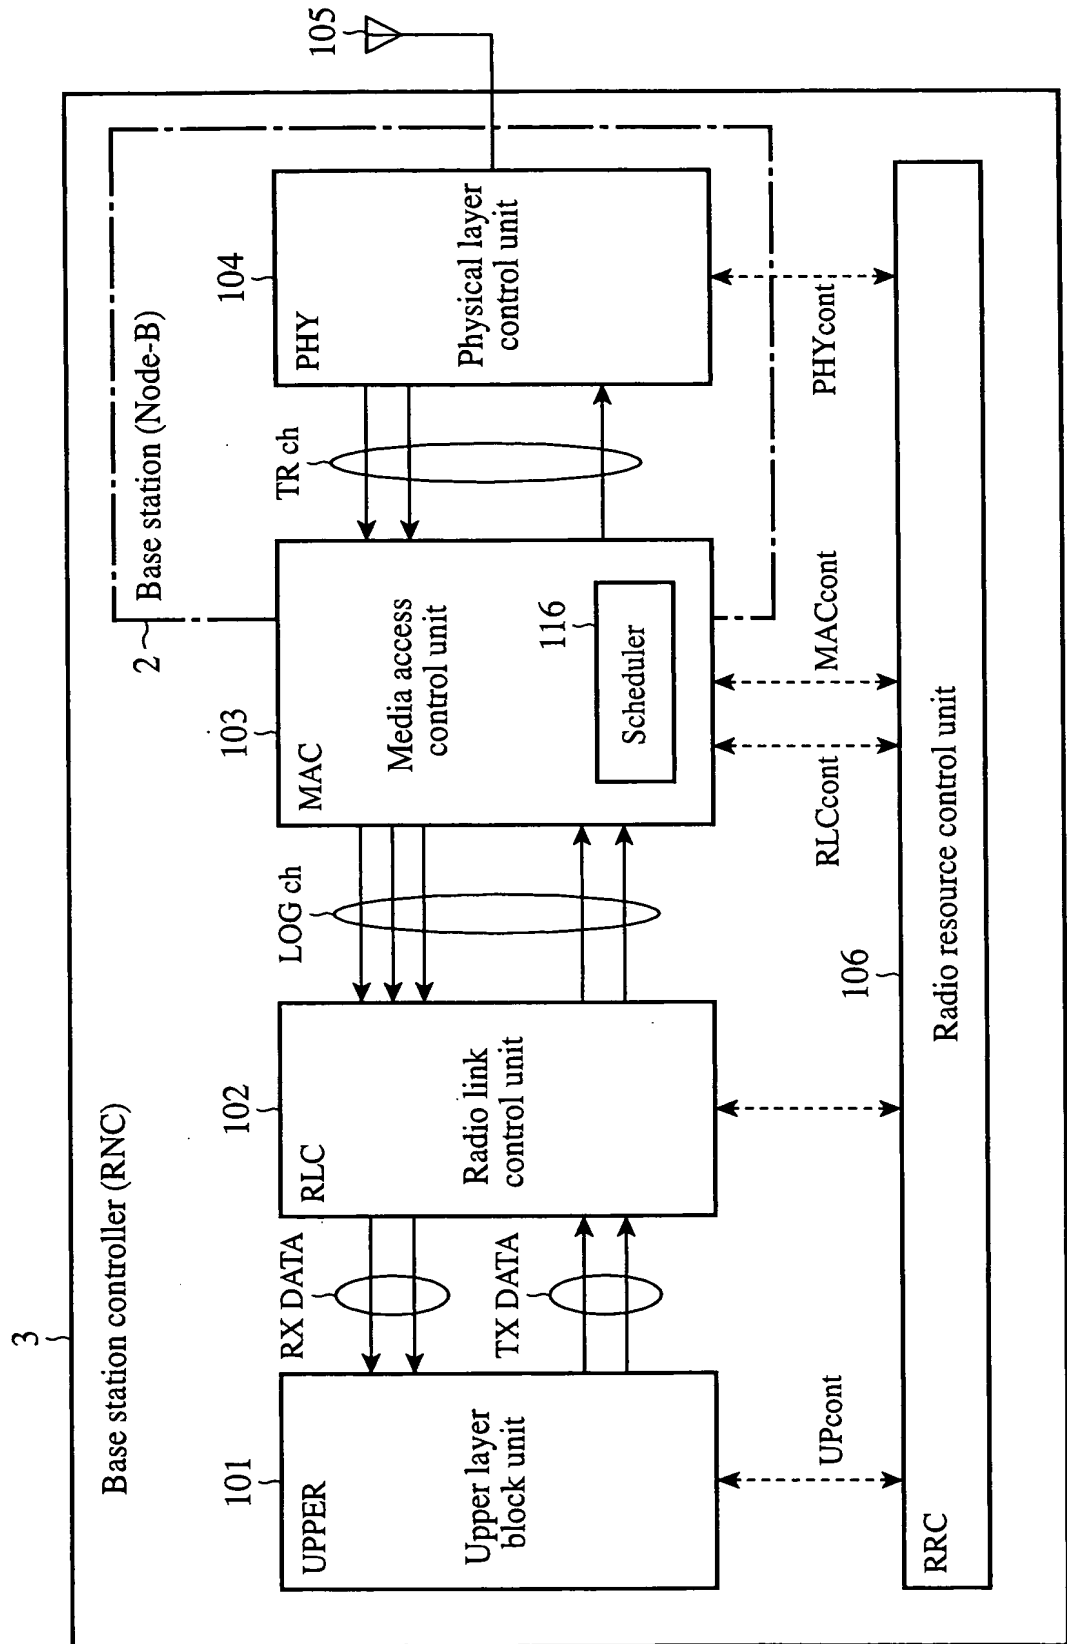 3
Base station controller (RNC)
2
Base station (Node-B)
105
101
UPPER
Upper layer
block unit
RX DATA
TX DATA
102
RLC
Radio link
control unit
LOG ch
103
MAC
Media access
control unit
116
Scheduler
TR ch
104
PHY
Physical layer
control unit
UPcont
RLCcont
MACcont
PHYcont
106
RRC
Radio resource control unit